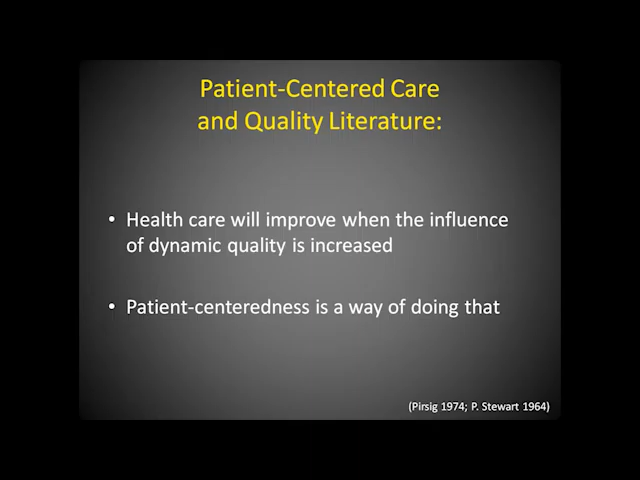 Patient-Centered Care
and Quality Literature:
• Health care will improve when the influence
of dynamic quality is increased
• Patient-centeredness is a way of doing that
(Pirsig 1974; P. Stewart 1964)